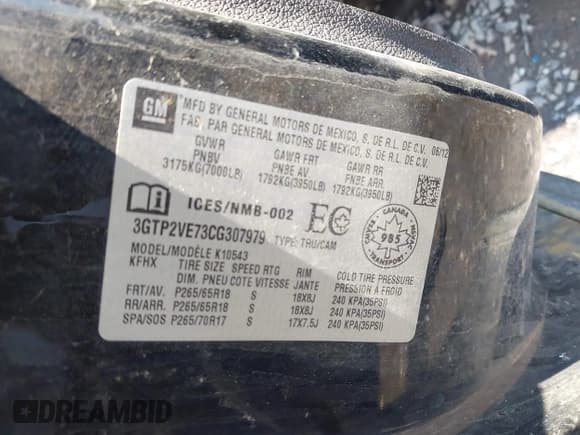 GM
MFD BY GENERAL MOTORS DE MEXICO, S. DE R.L. DE C.V. 06/12
FAB. PAR GENERAL MOTORS DE MEXICO, S. DE R.L. DE C.V.
GVWR GAWR FRT GAWR RR
PNBV PNBE AV PNBE ARR
3175KG(7000LB) 1792KG(3950LB) 1792KG(3950LB)
i ICES/NMB-002 EC
3GTP2VE73CG307979 TYPE: TRU/CAM
CANADA
985
TRANSPORT
MODEL/MODÈLE K10543
KFHX TIRE SIZE SPEED RTG RIM COLD TIRE PRESSURE
DIM. PNEU COTE VITESSE JANTE PRESSION A FROID
FRT/AV. P265/65R18 S 18X8J 240 KPA(35PSI)
RR/ARR. P265/65R18 S 18X8J 240 KPA(35PSI)
SPA/SOS P265/70R17 S 17X7.5J 240 KPA(35PSI)
DREAMBID